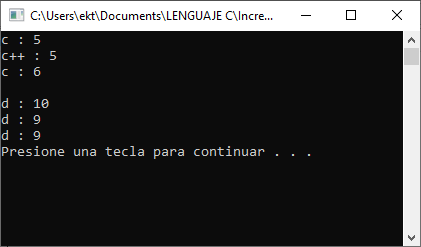 C:\Users\ekt\Documents\LENGUAJE C\Incre...
c : 5
c++ : 5
c : 6
d : 10
d : 9
d : 9
Presione una tecla para continuar . . .